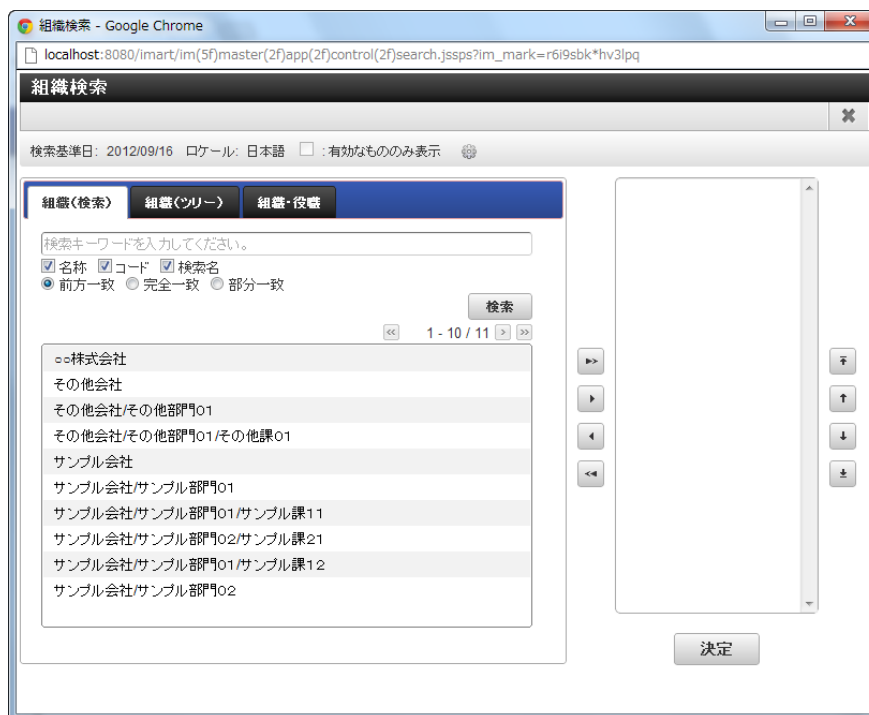 組織検索 - Google Chrome
localhost:8080/imart/im(5f)master(2f)app(2f)control(2f)search.jssps?im_mark=r6i9sbk*hv3lpq
組織検索
検索基準日: 2012/09/16 ロケール: 日本語 :有効なもののみ表示
組織(検索) 組織(ツリー) 組織・役職
検索キーワードを入力してください。
名称 コード 検索名
前方一致 完全一致 部分一致
検索
1 - 10 / 11
○○株式会社
その他会社
その他会社/その他部門01
その他会社/その他部門01/その他課01
サンプル会社
サンプル会社/サンプル部門01
サンプル会社/サンプル部門01/サンプル課11
サンプル会社/サンプル部門02/サンプル課21
サンプル会社/サンプル部門01/サンプル課12
サンプル会社/サンプル部門02
決定